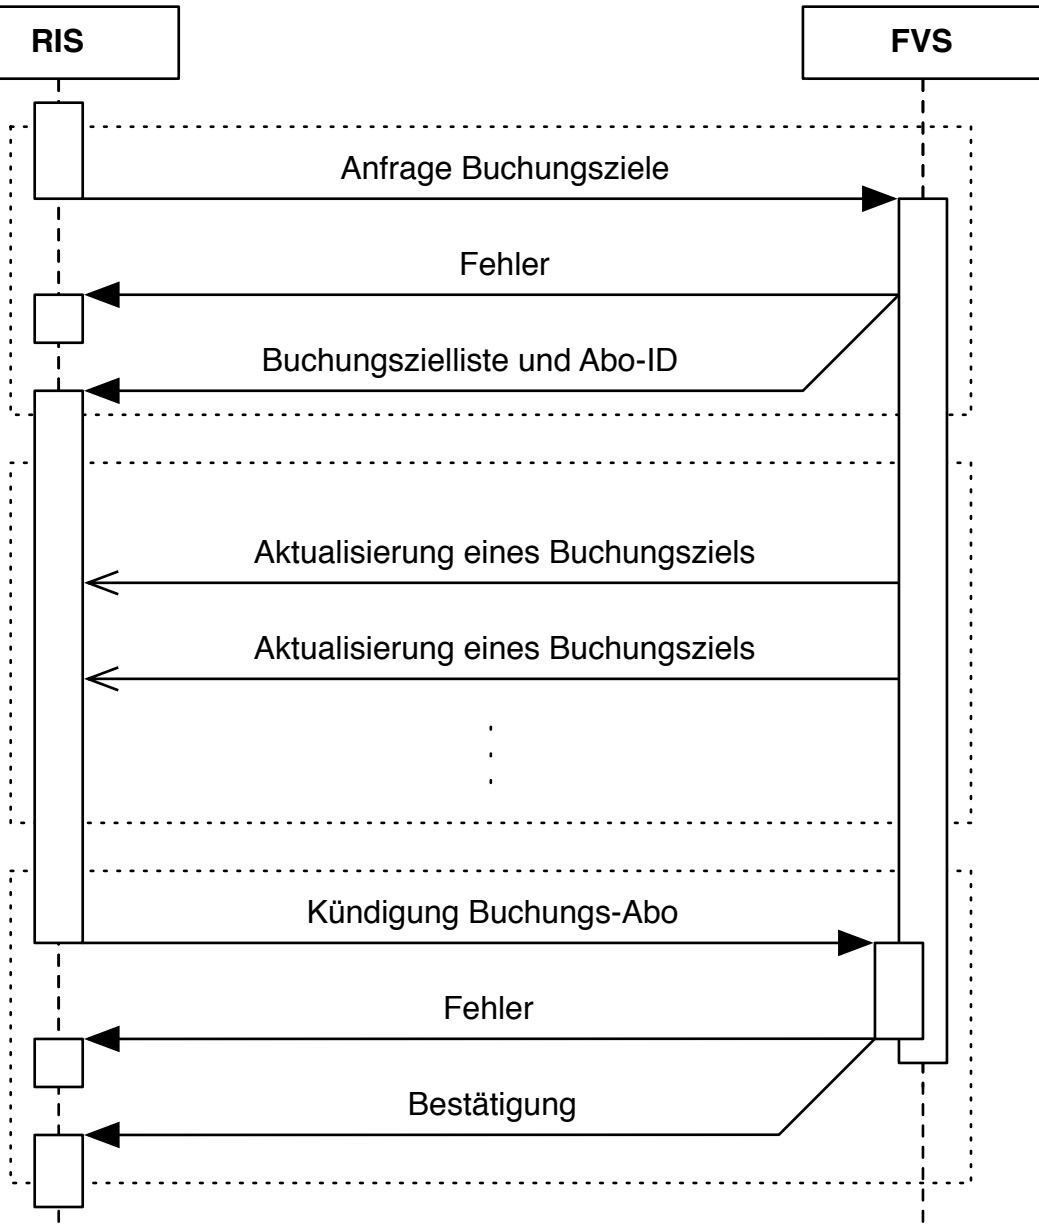 RIS
FVS
Anfrage Buchungsziele
Fehler
Buchungszielliste und Abo-ID
Aktualisierung eines Buchungsziels
Aktualisierung eines Buchungsziels
Kündigung Buchungs-Abo
Fehler
Bestätigung